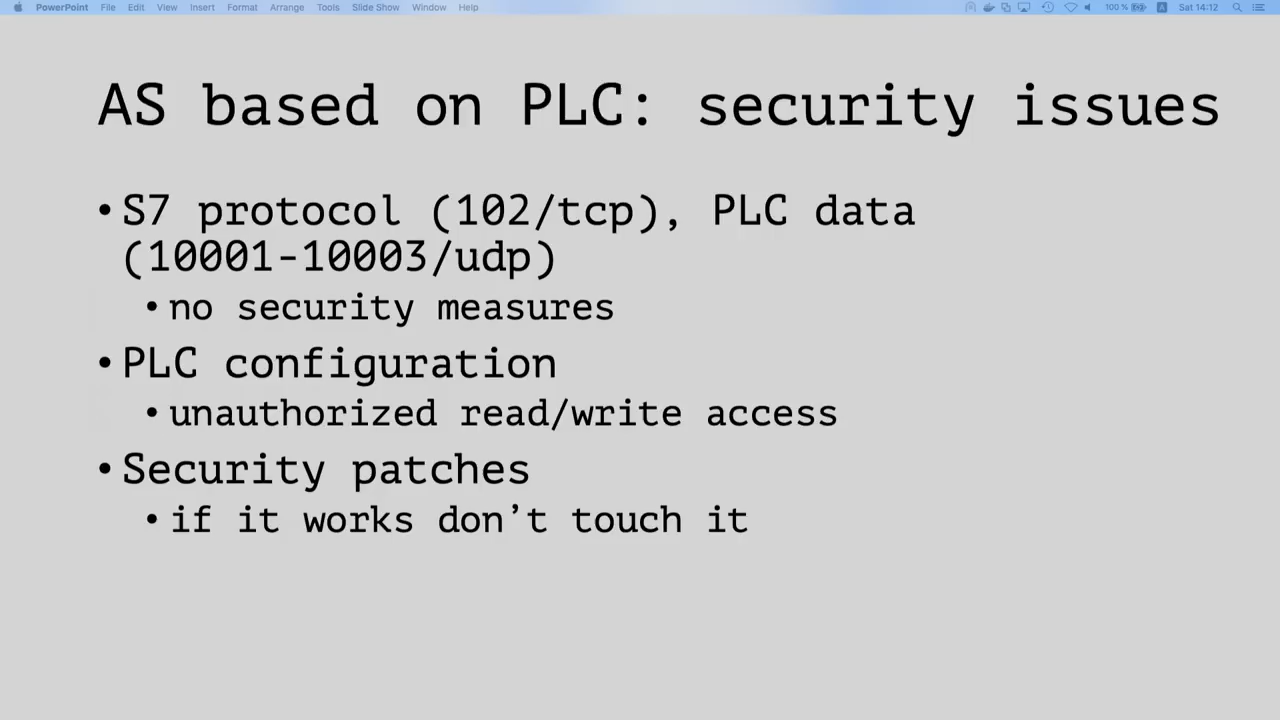 PowerPoint File Edit View Insert Format Arrange Tools Slide Show Window Help 100 % A Sat 14:12
AS based on PLC: security issues
• S7 protocol (102/tcp), PLC data
(10001-10003/udp)
• no security measures
• PLC configuration
• unauthorized read/write access
• Security patches
• if it works don’t touch it